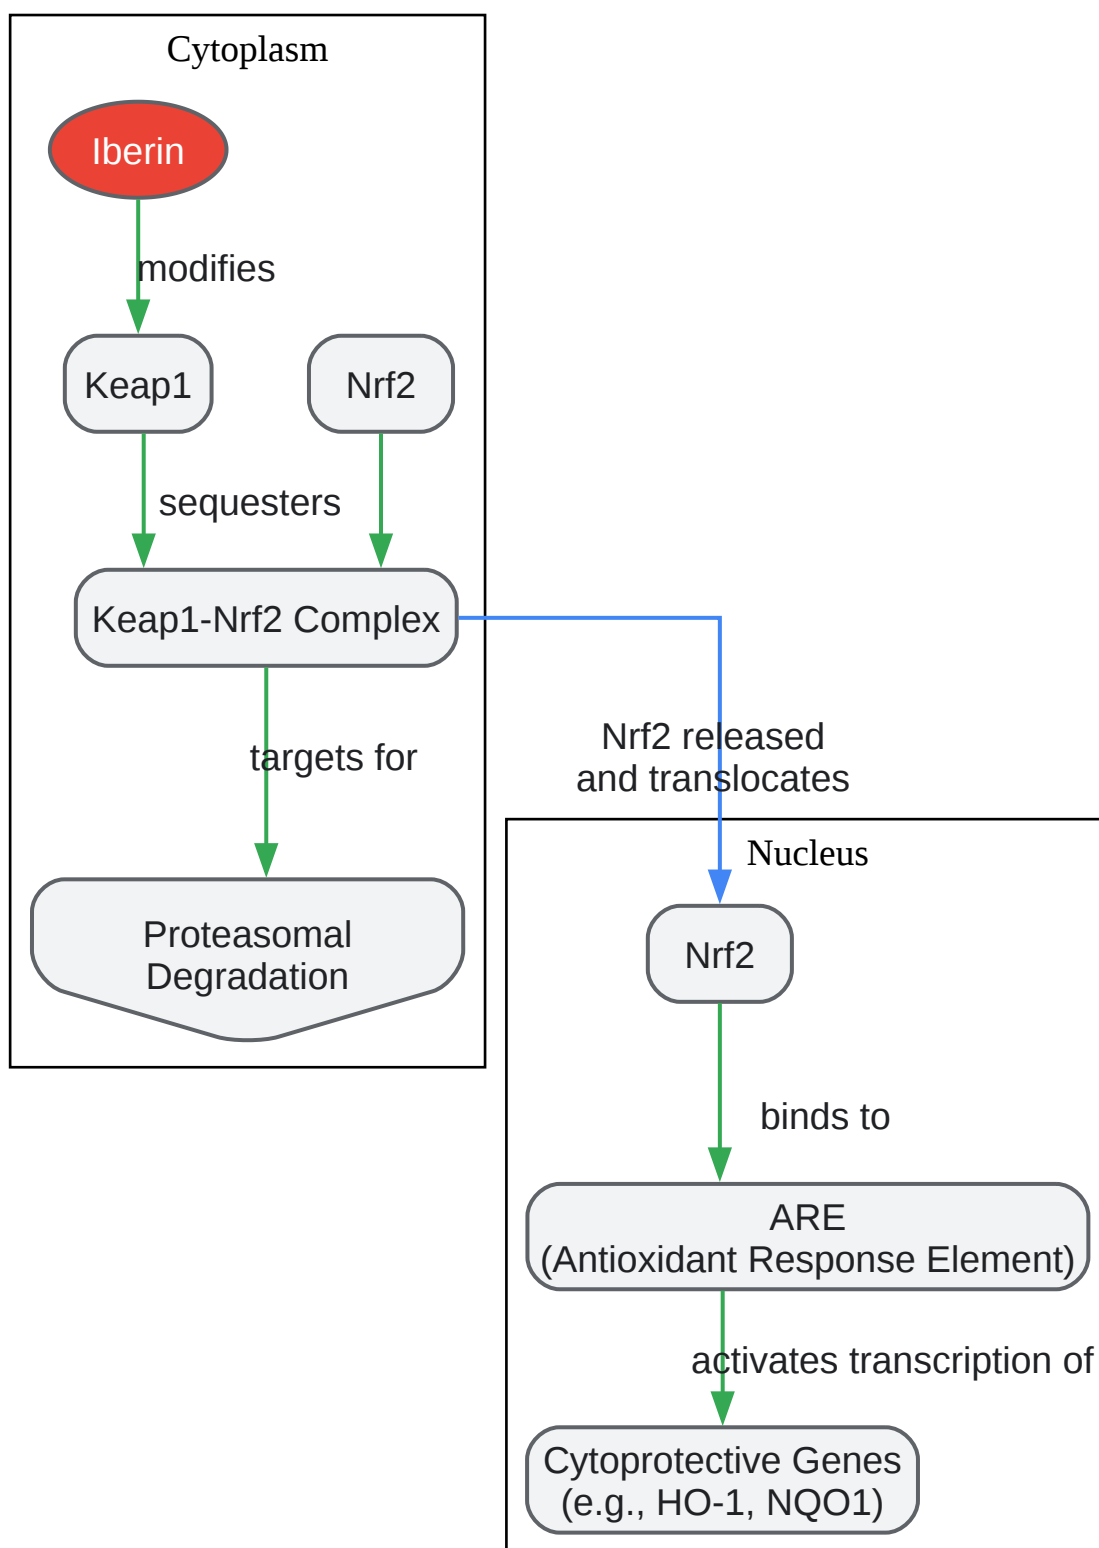 Cytoplasm
Iberin
modifies
Keap1
Nrf2
sequesters
Keap1-Nrf2 Complex
targets for
Nrf2 released
and translocates
Proteasomal
Degradation
Nucleus
Nrf2
binds to
ARE
(Antioxidant Response Element)
activates transcription of
Cytoprotective Genes
(e.g., HO-1, NQO1)